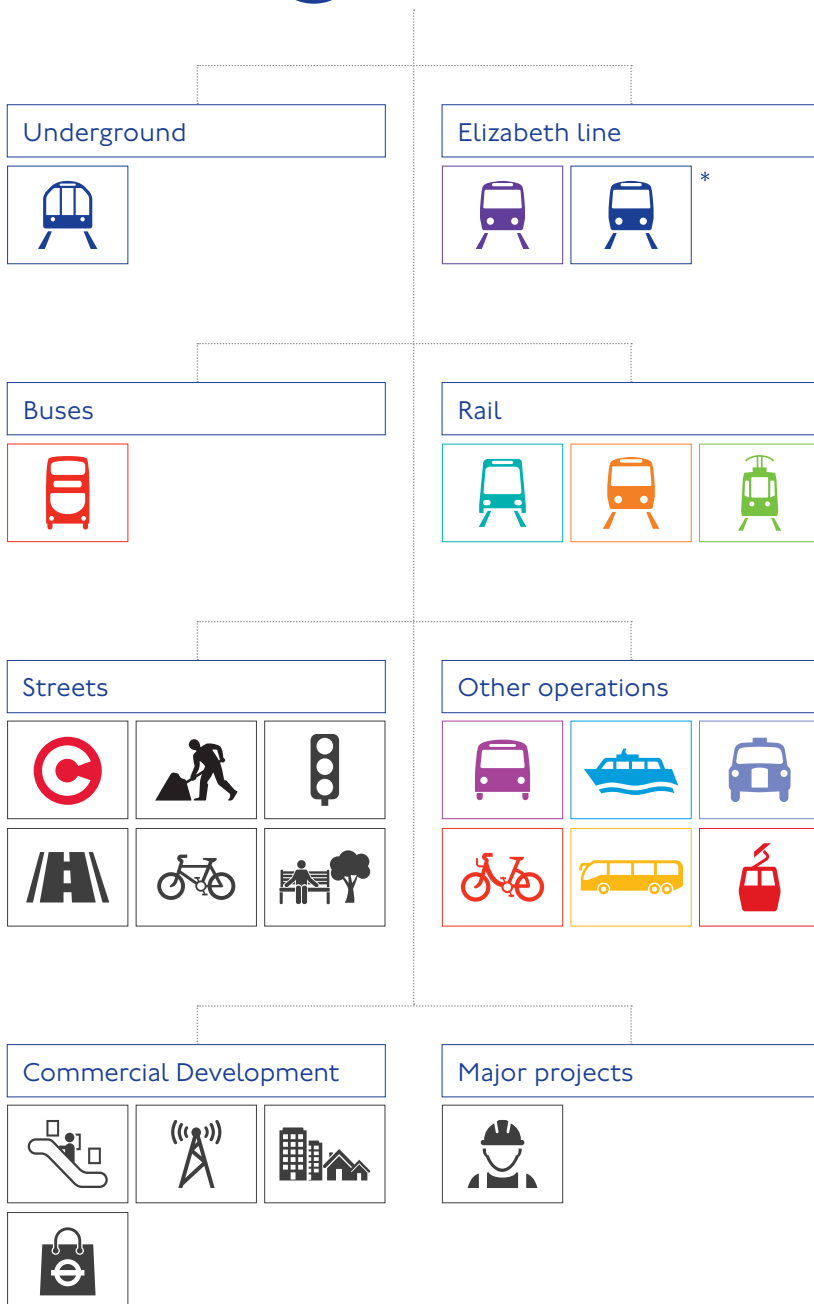 Underground
Elizabeth line
*
Buses
Rail
Streets
Other operations
Commercial Development
Major projects